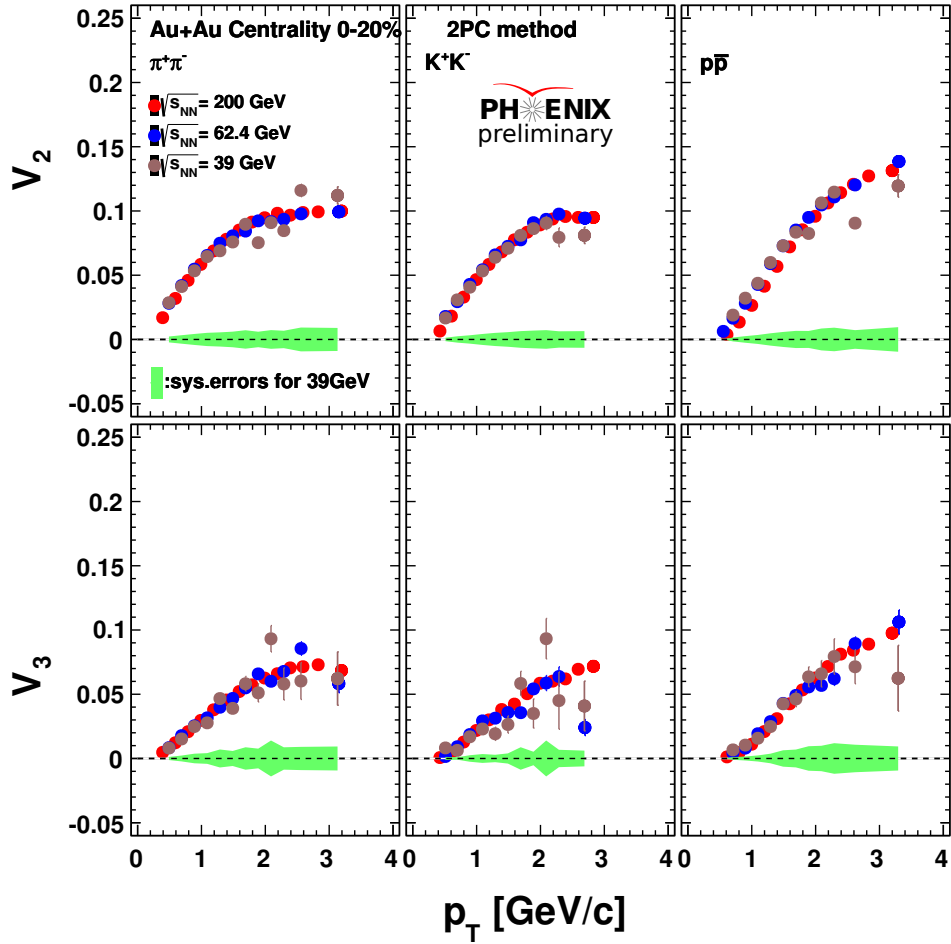 Au+Au Centrality 0-20%
2PC method
π⁺π⁻
K⁺K⁻
pp̅
√sNN = 200 GeV
√sNN = 62.4 GeV
√sNN = 39 GeV
PHENIX
preliminary
0.25
0.2
0.15
0.1
0.05
0
-0.05
V₂
:sys.errors for 39GeV
0.25
0.2
0.15
0.1
0.05
0
-0.05
V₃
0 1 2 3 4
0 1 2 3 4
0 1 2 3 4
p_T [GeV/c]